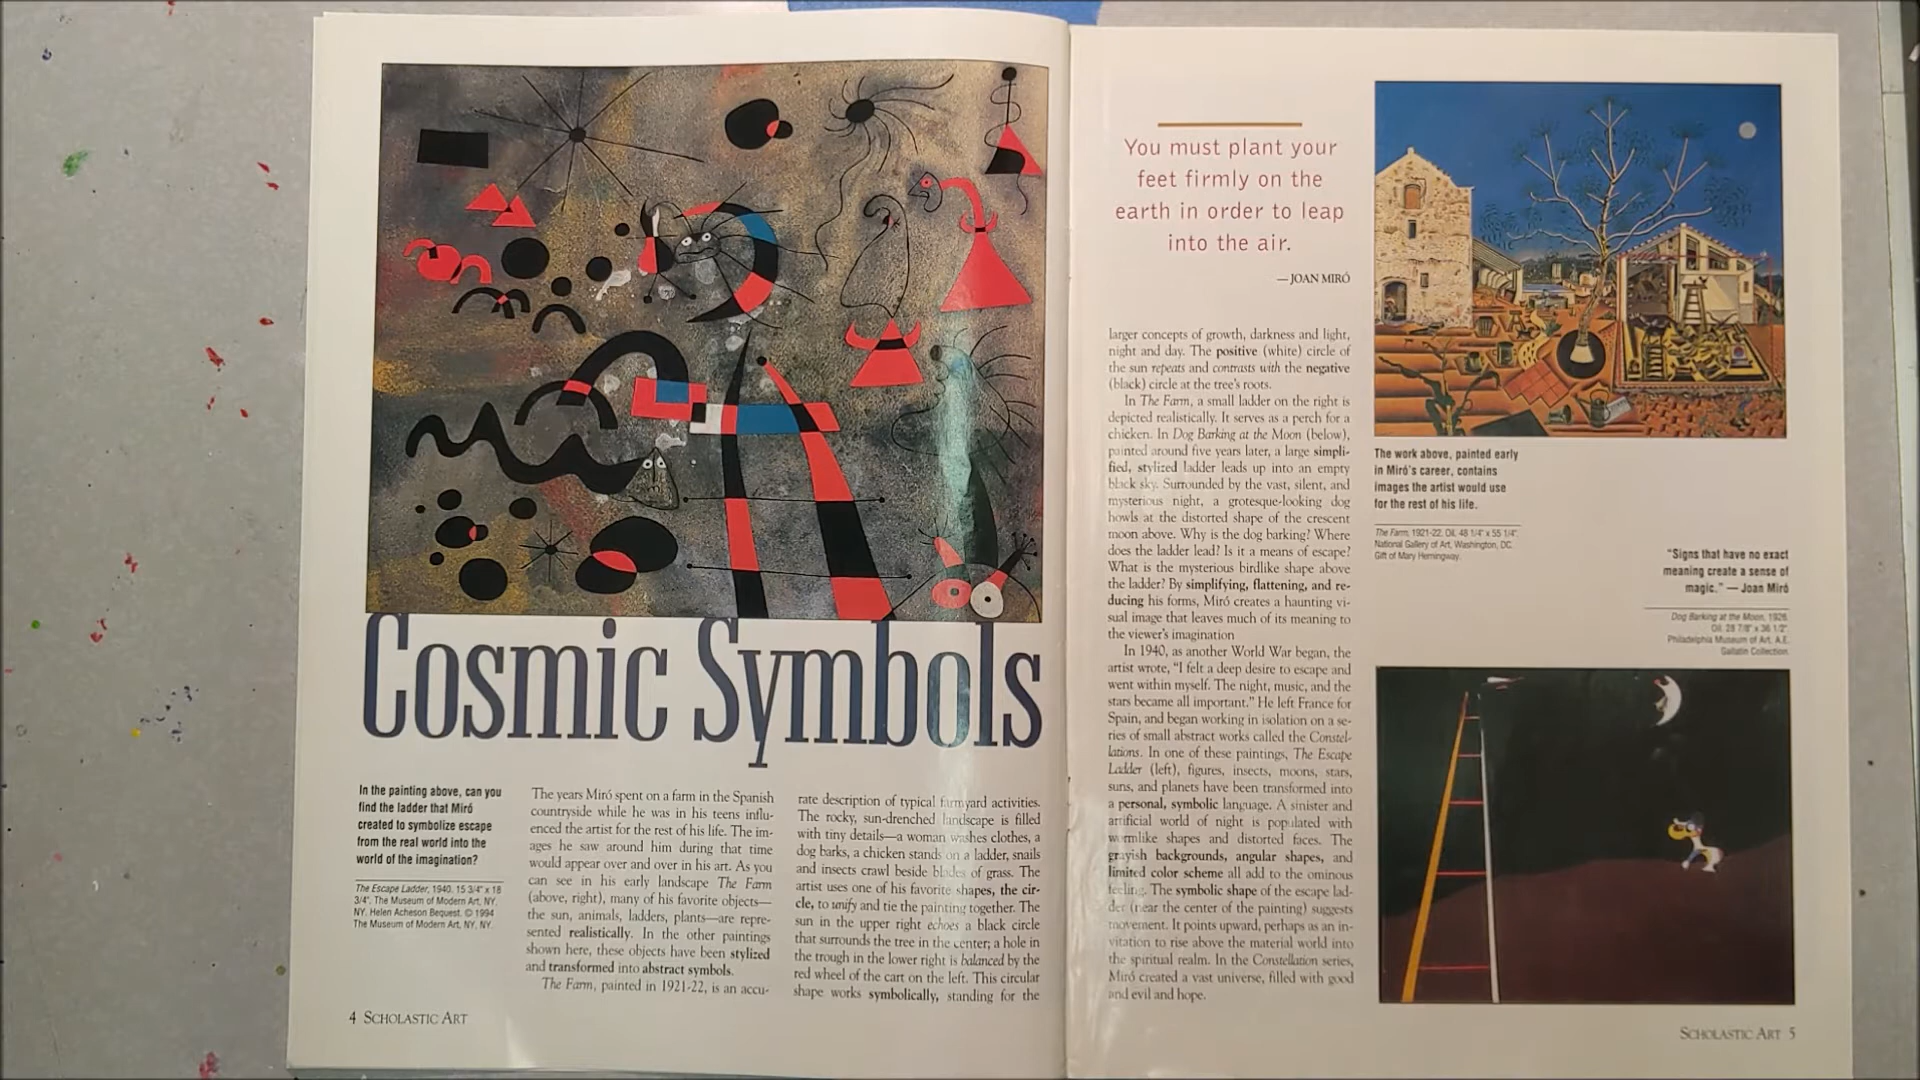 Cosmic Symbols
In the painting above, can you
find the ladder that Miró
created to symbolize escape
from the real world into the
world of the imagination?
The Escape Ladder, 1940. 15 3/4" x 18
3/4". The Museum of Modern Art, NY,
NY. Helen Acheson Bequest. © 1994
The Museum of Modern Art, NY, NY.
The years Miró spent on a farm in the Spanish
countryside while he was in his teens influ-
enced the artist for the rest of his life. The im-
ages he saw around him during that time
would appear over and over in his art. As you
can see in his early landscape The Farm
(above, right), many of his favorite objects—
the sun, animals, ladders, plants—are repre-
sented realistically. In the other paintings
shown here, these objects have been stylized
and transformed into abstract symbols.
The Farm, painted in 1921-22, is an accu-
rate description of typical farmyard activities.
The rocky, sun-drenched landscape is filled
with tiny details—a woman washes clothes, a
dog barks, a chicken stands on a ladder, snails
and insects crawl beside blades of grass. The
artist uses one of his favorite shapes, the cir-
cle, to unify and tie the painting together. The
sun in the upper right echoes a black circle
that surrounds the tree in the center; a hole in
the trough in the lower right is balanced by the
red wheel of the cart on the left. This circular
shape works symbolically, standing for the
4 SCHOLASTIC ART
You must plant your
feet firmly on the
earth in order to leap
into the air.
—JOAN MIRÓ
larger concepts of growth, darkness and light,
night and day. The positive (white) circle of
the sun repeats and contrasts with the negative
(black) circle at the tree's roots.
In The Farm, a small ladder on the right is
depicted realistically. It serves as a perch for a
chicken. In Dog Barking at the Moon (below),
painted around five years later, a large simpli-
fied, stylized ladder leads up into an empty
black sky. Surrounded by the vast, silent, and
mysterious night, a grotesque-looking dog
howls at the distorted shape of the crescent
moon above. Why is the dog barking? Where
does the ladder lead? Is it a means of escape?
What is the mysterious birdlike shape above
the ladder? By simplifying, flattening, and re-
ducing his forms, Miró creates a haunting vi-
sual image that leaves much of its meaning to
the viewer's imagination
In 1940, as another World War began, the
artist wrote, "I felt a deep desire to escape and
went within myself. The night, music, and the
stars became all important." He left France for
Spain, and began working in isolation on a se-
ries of small abstract works called the Constel-
lations. In one of these paintings, The Escape
Ladder (left), figures, insects, moons, stars,
suns, and planets have been transformed into
a personal, symbolic language. A sinister and
artificial world of night is populated with
wormlike shapes and distorted faces. The
grayish backgrounds, angular shapes, and
limited color scheme all add to the ominous
feeling. The symbolic shape of the escape lad-
der (near the center of the painting) suggests
movement. It points upward, perhaps as an in-
vitation to rise above the material world into
the spiritual realm. In the Constellation series,
Miró created a vast universe, filled with good
and evil and hope.
The work above, painted early
in Miró's career, contains
images the artist would use
for the rest of his life.
The Farm, 1921-22. Oil. 48 1/4" x 55 1/4".
National Gallery of Art, Washington, DC.
Gift of Mary Hemingway.
"Signs that have no exact
meaning create a sense of
magic." — Joan Miró
Dog Barking at the Moon, 1926.
Oil. 28 7/8" x 36 1/2".
Philadelphia Museum of Art. A.E.
Gallatin Collection.
SCHOLASTIC ART 5